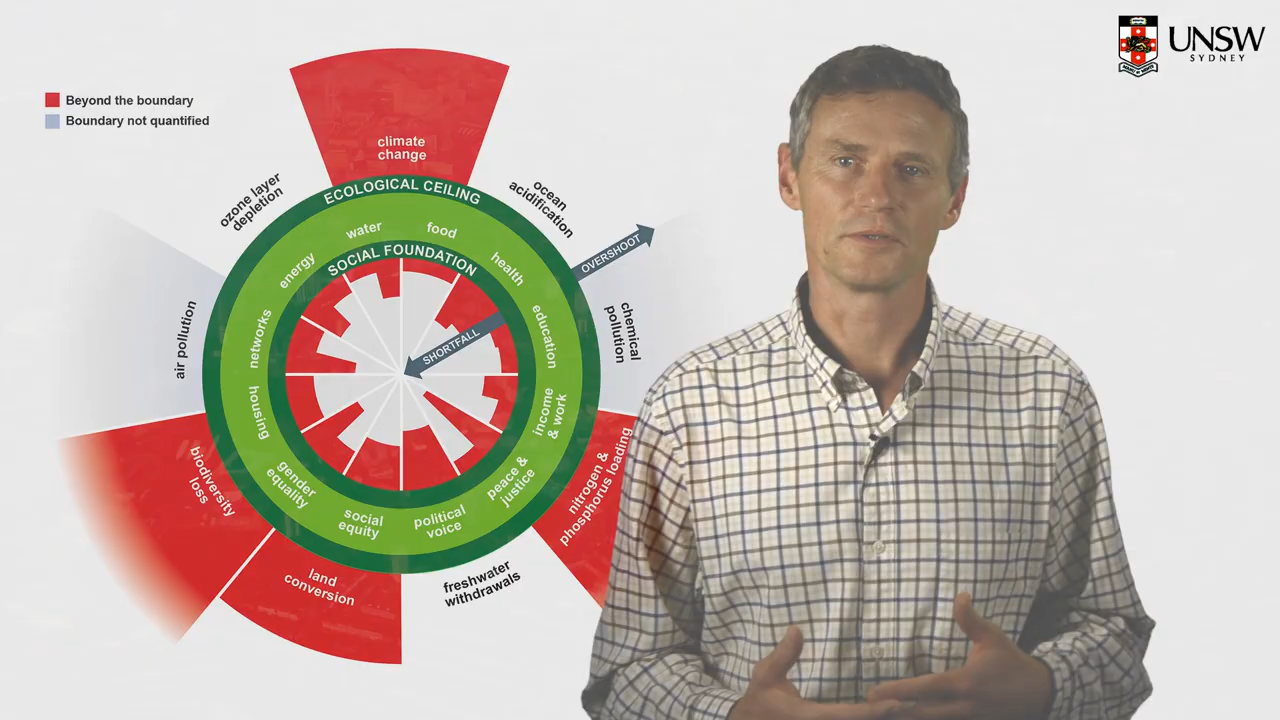 UNSW
SYDNEY
Beyond the boundary
Boundary not quantified
climate
change
ozone layer
depletion
ocean
acidification
ECOLOGICAL CEILING
water
food
energy
health
SOCIAL FOUNDATION
OVERSHOOT
SHORTFALL
air pollution
networks
education
chemical
pollution
housing
income
& work
biodiversity
loss
gender
equality
peace &
justice
nitrogen &
phosphorus loading
social
equity
political
voice
land
conversion
freshwater
withdrawals